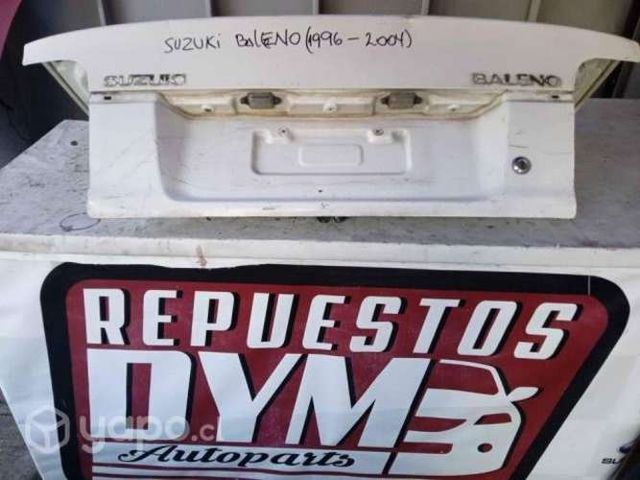 SUZUKI BALENO (1996-2004)
SUZUKI
BALENO
REPUESTOS
DYM
Autoparts
yapo.cl